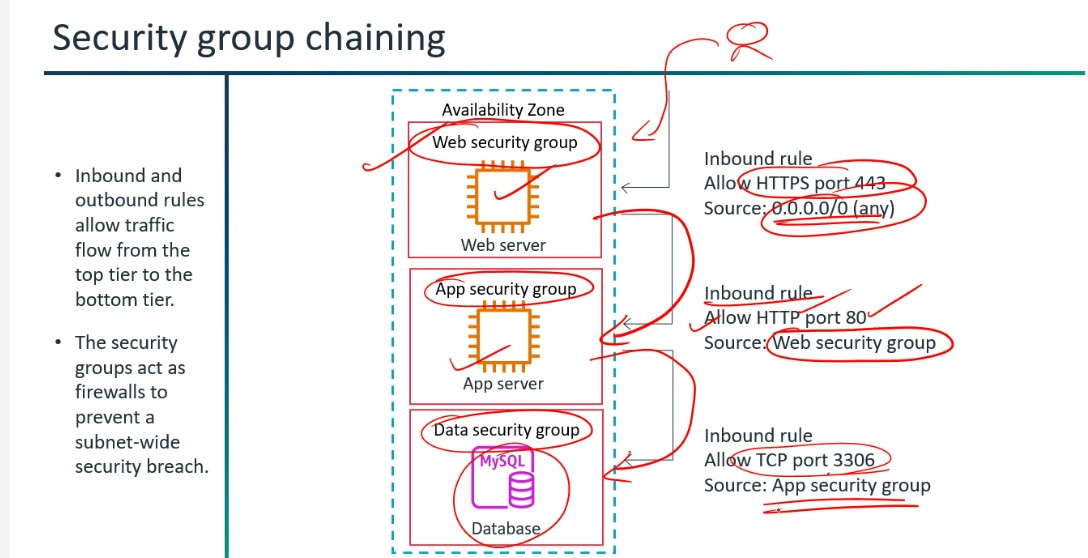 Security group chaining
• Inbound and
outbound rules
allow traffic
flow from the
top tier to the
bottom tier.
• The security
groups act as
firewalls to
prevent a
subnet-wide
security breach.
Availability Zone
Web security group
Web server
Inbound rule
Allow HTTPS port 443
Source: 0.0.0.0/0 (any)
App security group
App server
Inbound rule
Allow HTTP port 80
Source: Web security group
Data security group
MySQL
Database
Inbound rule
Allow TCP port 3306
Source: App security group